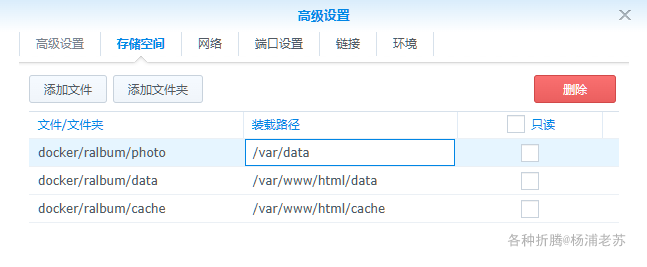 高级设置
高级设置 存储空间 网络 端口设置 链接 环境
添加文件 添加文件夹 删除
文件/文件夹 装载路径 只读
docker/ralbum/photo /var/data
docker/ralbum/data /var/www/html/data
docker/ralbum/cache /var/www/html/cache
各种折腾@杨浦老苏